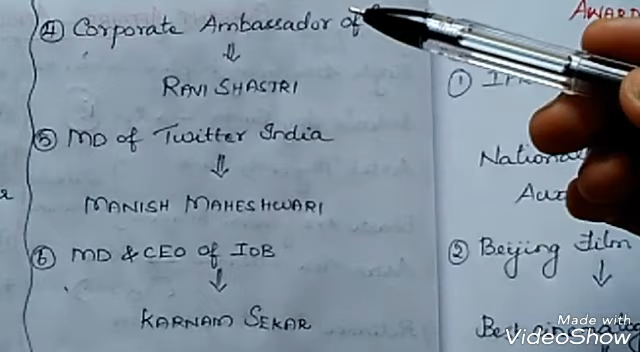 ④ Corporate Ambassador of
⇓
RAVI SHASTRI
⑤ MD of Twitter India
⇓
MANISH MAHESHWARI
⑥ MD & CEO of IOB
↓
KARNAM SEKAR
AWARD
①
National
②  Beijing Film
↓
Best
Made with
VideoShow